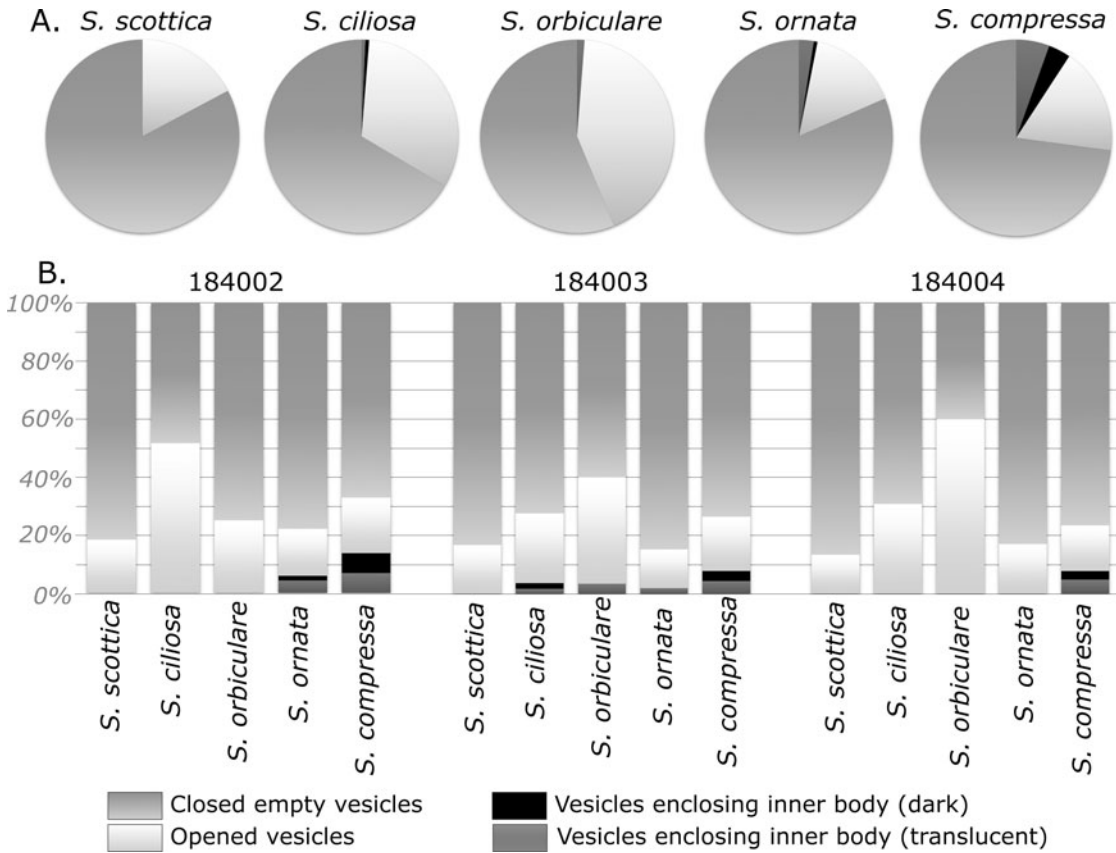 A.
S. scottica S. ciliosa S. orbiculare S. ornata S. compressa
B.
184002 184003 184004
100%
80%
60%
40%
20%
0%
S. scottica S. ciliosa S. orbiculare S. ornata S. compressa S. scottica S. ciliosa S. orbiculare S. ornata S. compressa S. scottica S. ciliosa S. orbiculare S. ornata S. compressa
Closed empty vesicles Vesicles enclosing inner body (dark)
Opened vesicles Vesicles enclosing inner body (translucent)